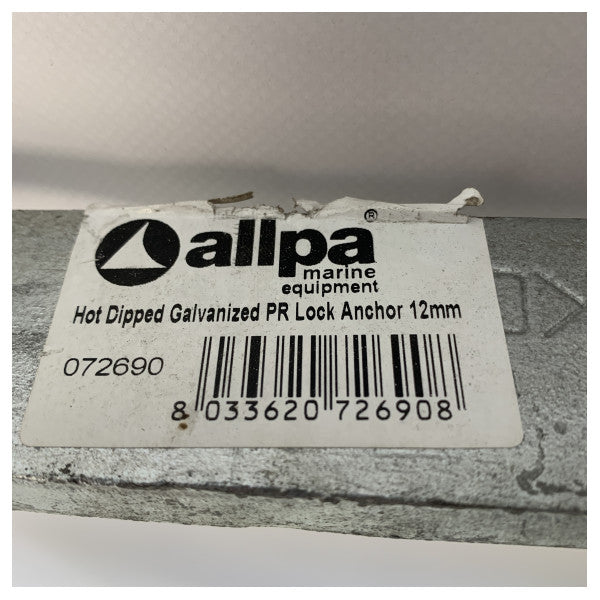 allpa®
marine
equipment
Hot Dipped Galvanized PR Lock Anchor 12mm
072690
8 033620 726908